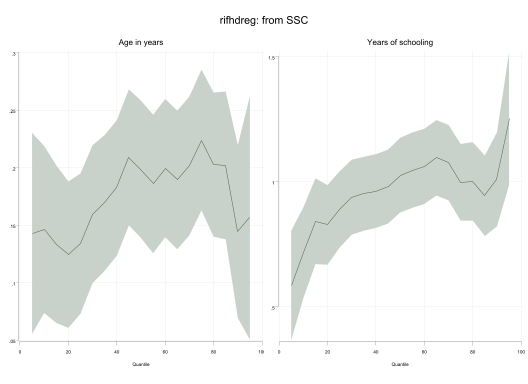 rifhdreg: from SSC
Age in years
Years of schooling
.3
.25
.2
.15
.1
.05
0 20 40 60 80 100
Quantile
1.5
1
.5
0 20 40 60 80 100
Quantile